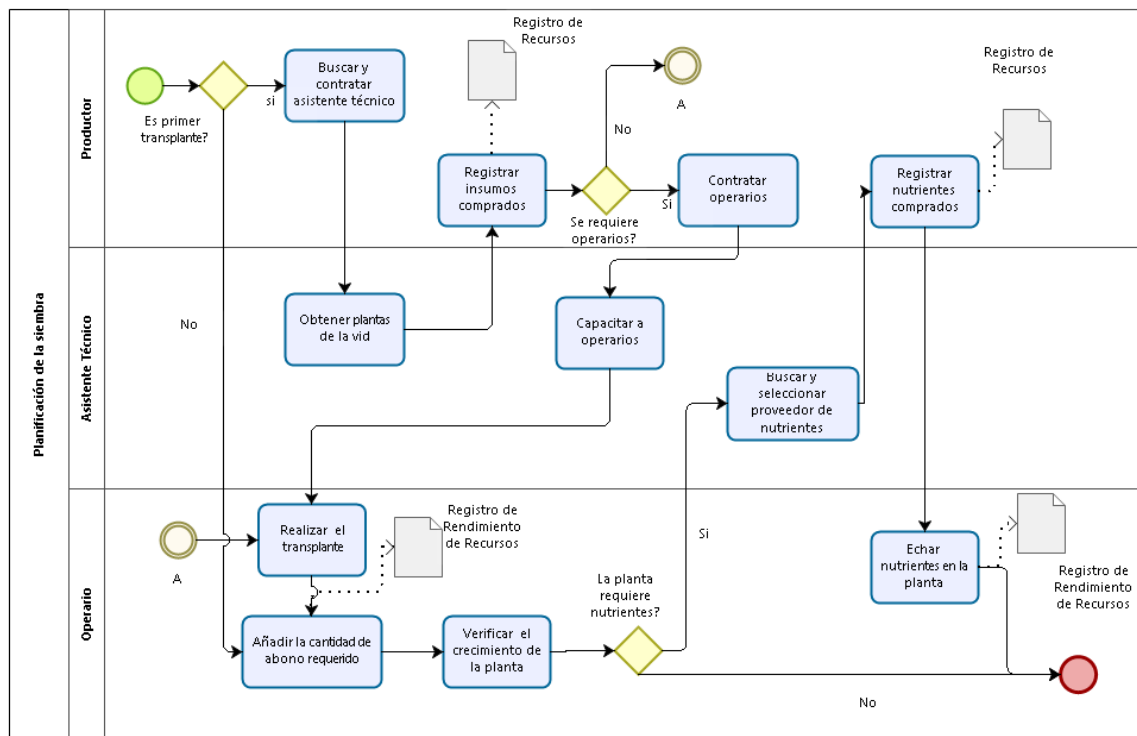 Planificación de la siembra
Productor
Es primer
transplante?
si
Buscar y
contratar
asistente técnico
Registro de
Recursos
Registrar
insumos
comprados
No
A
Se requiere
operarios?
Si
Contratar
operarios
Registro de
Recursos
Registrar
nutrientes
comprados
Asistente Técnico
No
Obtener plantas
de la vid
Capacitar a
operarios
Buscar y
seleccionar
proveedor de
nutrientes
Operario
A
Realizar el
transplante
Registro de
Rendimiento
de Recursos
Añadir la cantidad de
abono requerido
Verificar el
crecimiento de
la planta
La planta
requiere
nutrientes?
Si
No
Echar
nutrientes en la
planta
Registro de
Rendimiento
de Recursos